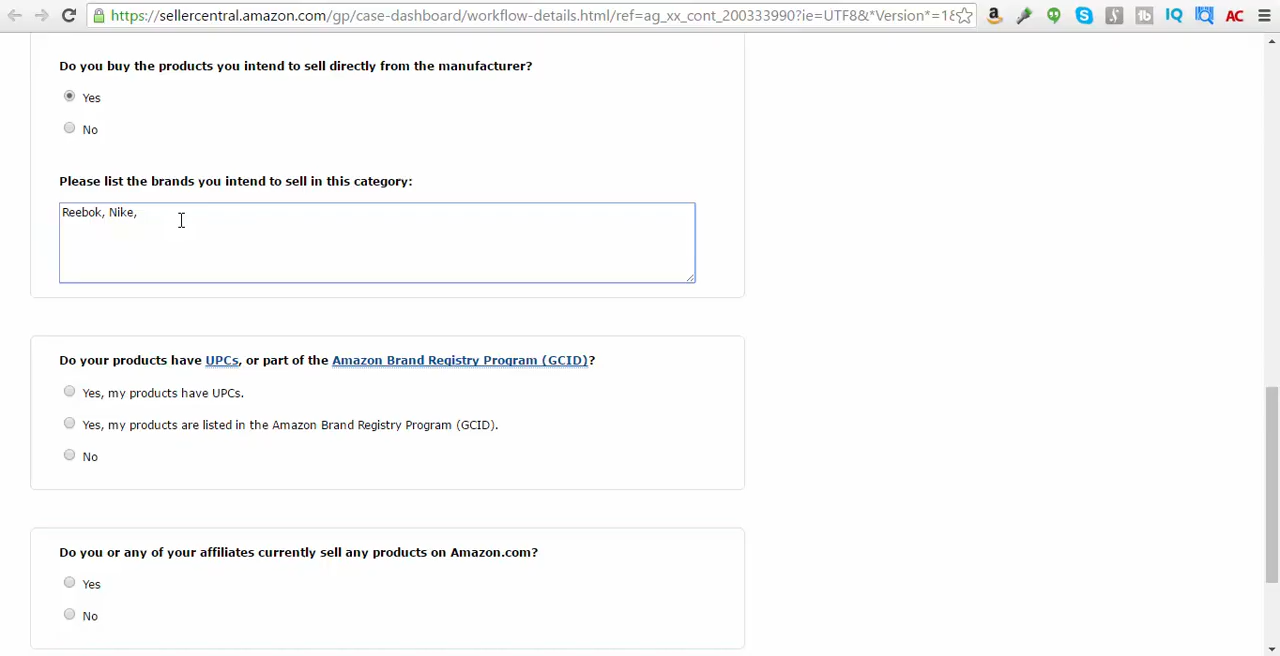 https://sellercentral.amazon.com/gp/case-dashboard/workflow-details.html/ref=ag_xx_cont_200333990?ie=UTF8&*Version*=1&
a
S
tb
IQ
AC
Do you buy the products you intend to sell directly from the manufacturer?
Yes
No
Please list the brands you intend to sell in this category:
Reebok, Nike,
Do your products have UPCs, or part of the Amazon Brand Registry Program (GCID)?
Yes, my products have UPCs.
Yes, my products are listed in the Amazon Brand Registry Program (GCID).
No
Do you or any of your affiliates currently sell any products on Amazon.com?
Yes
No